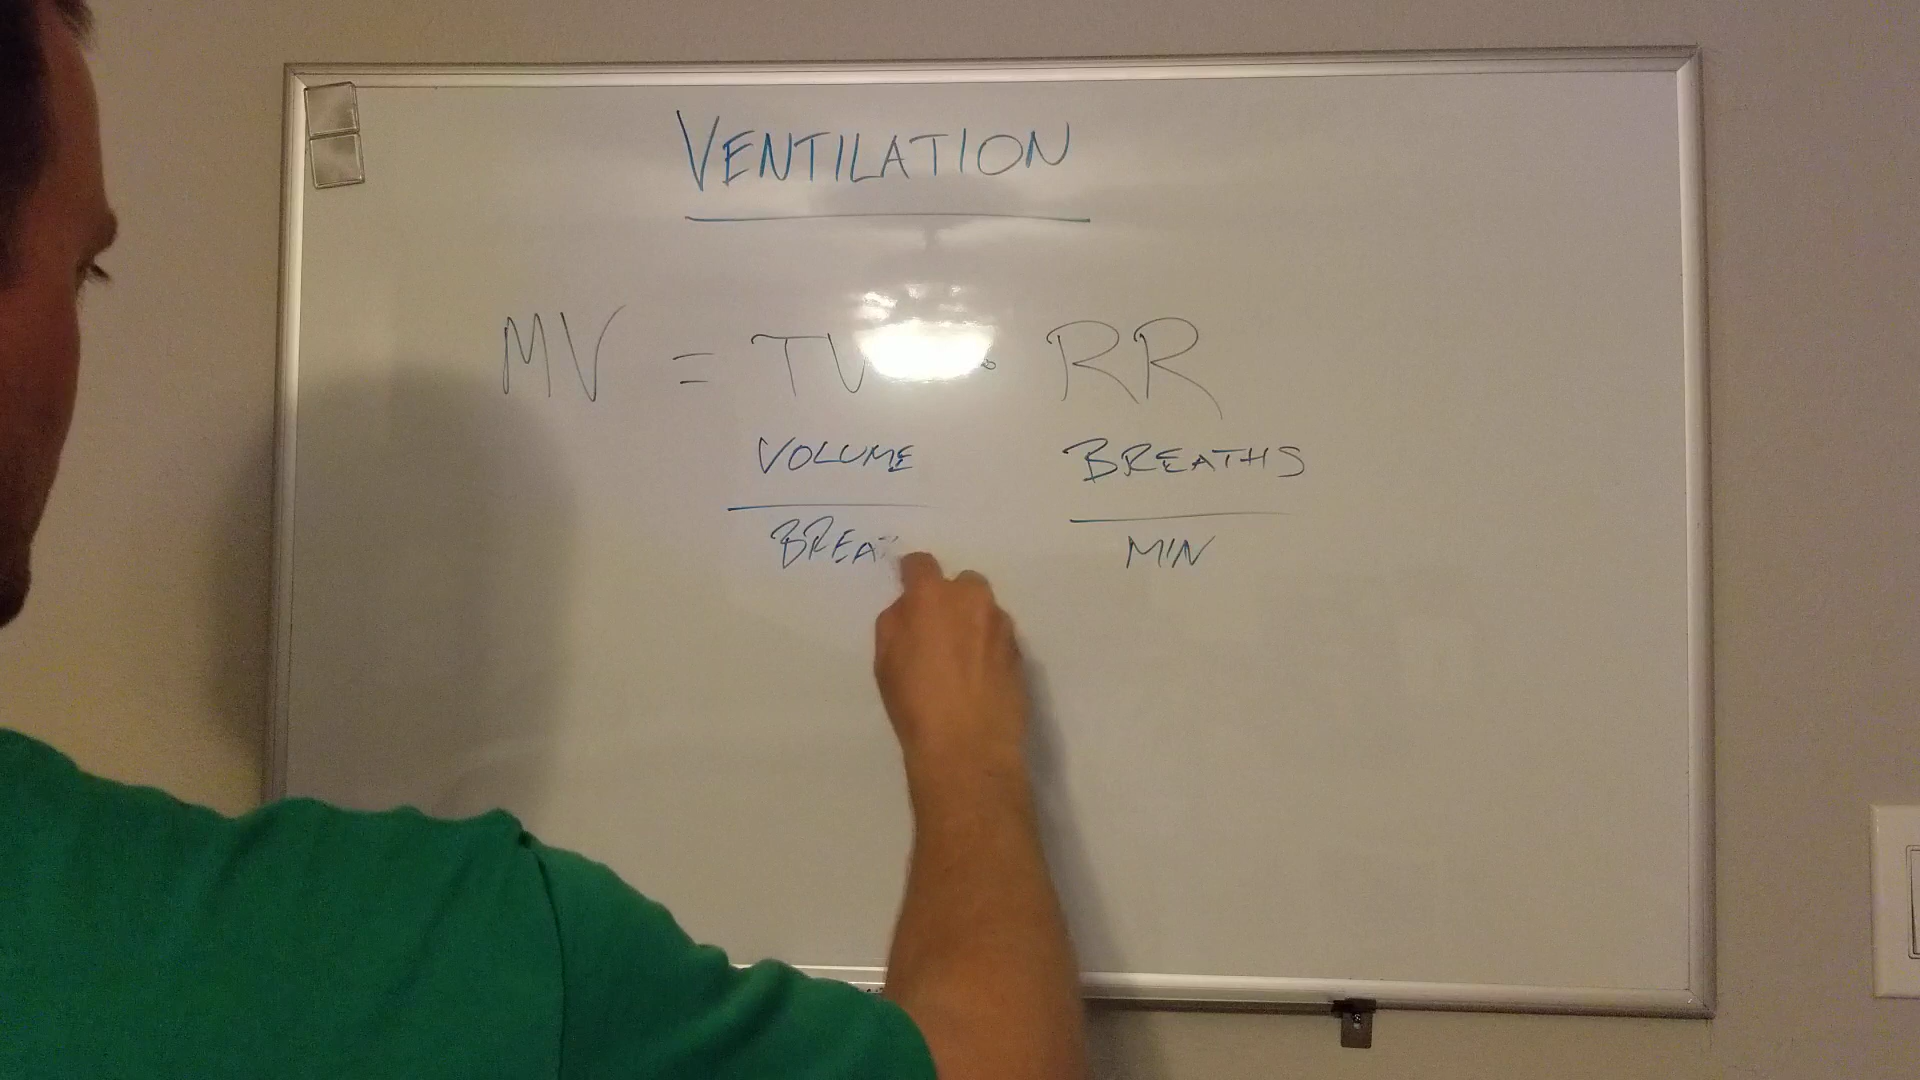 VENTILATION
MV = TV • RR
VOLUME BREATHS
BREA MIN